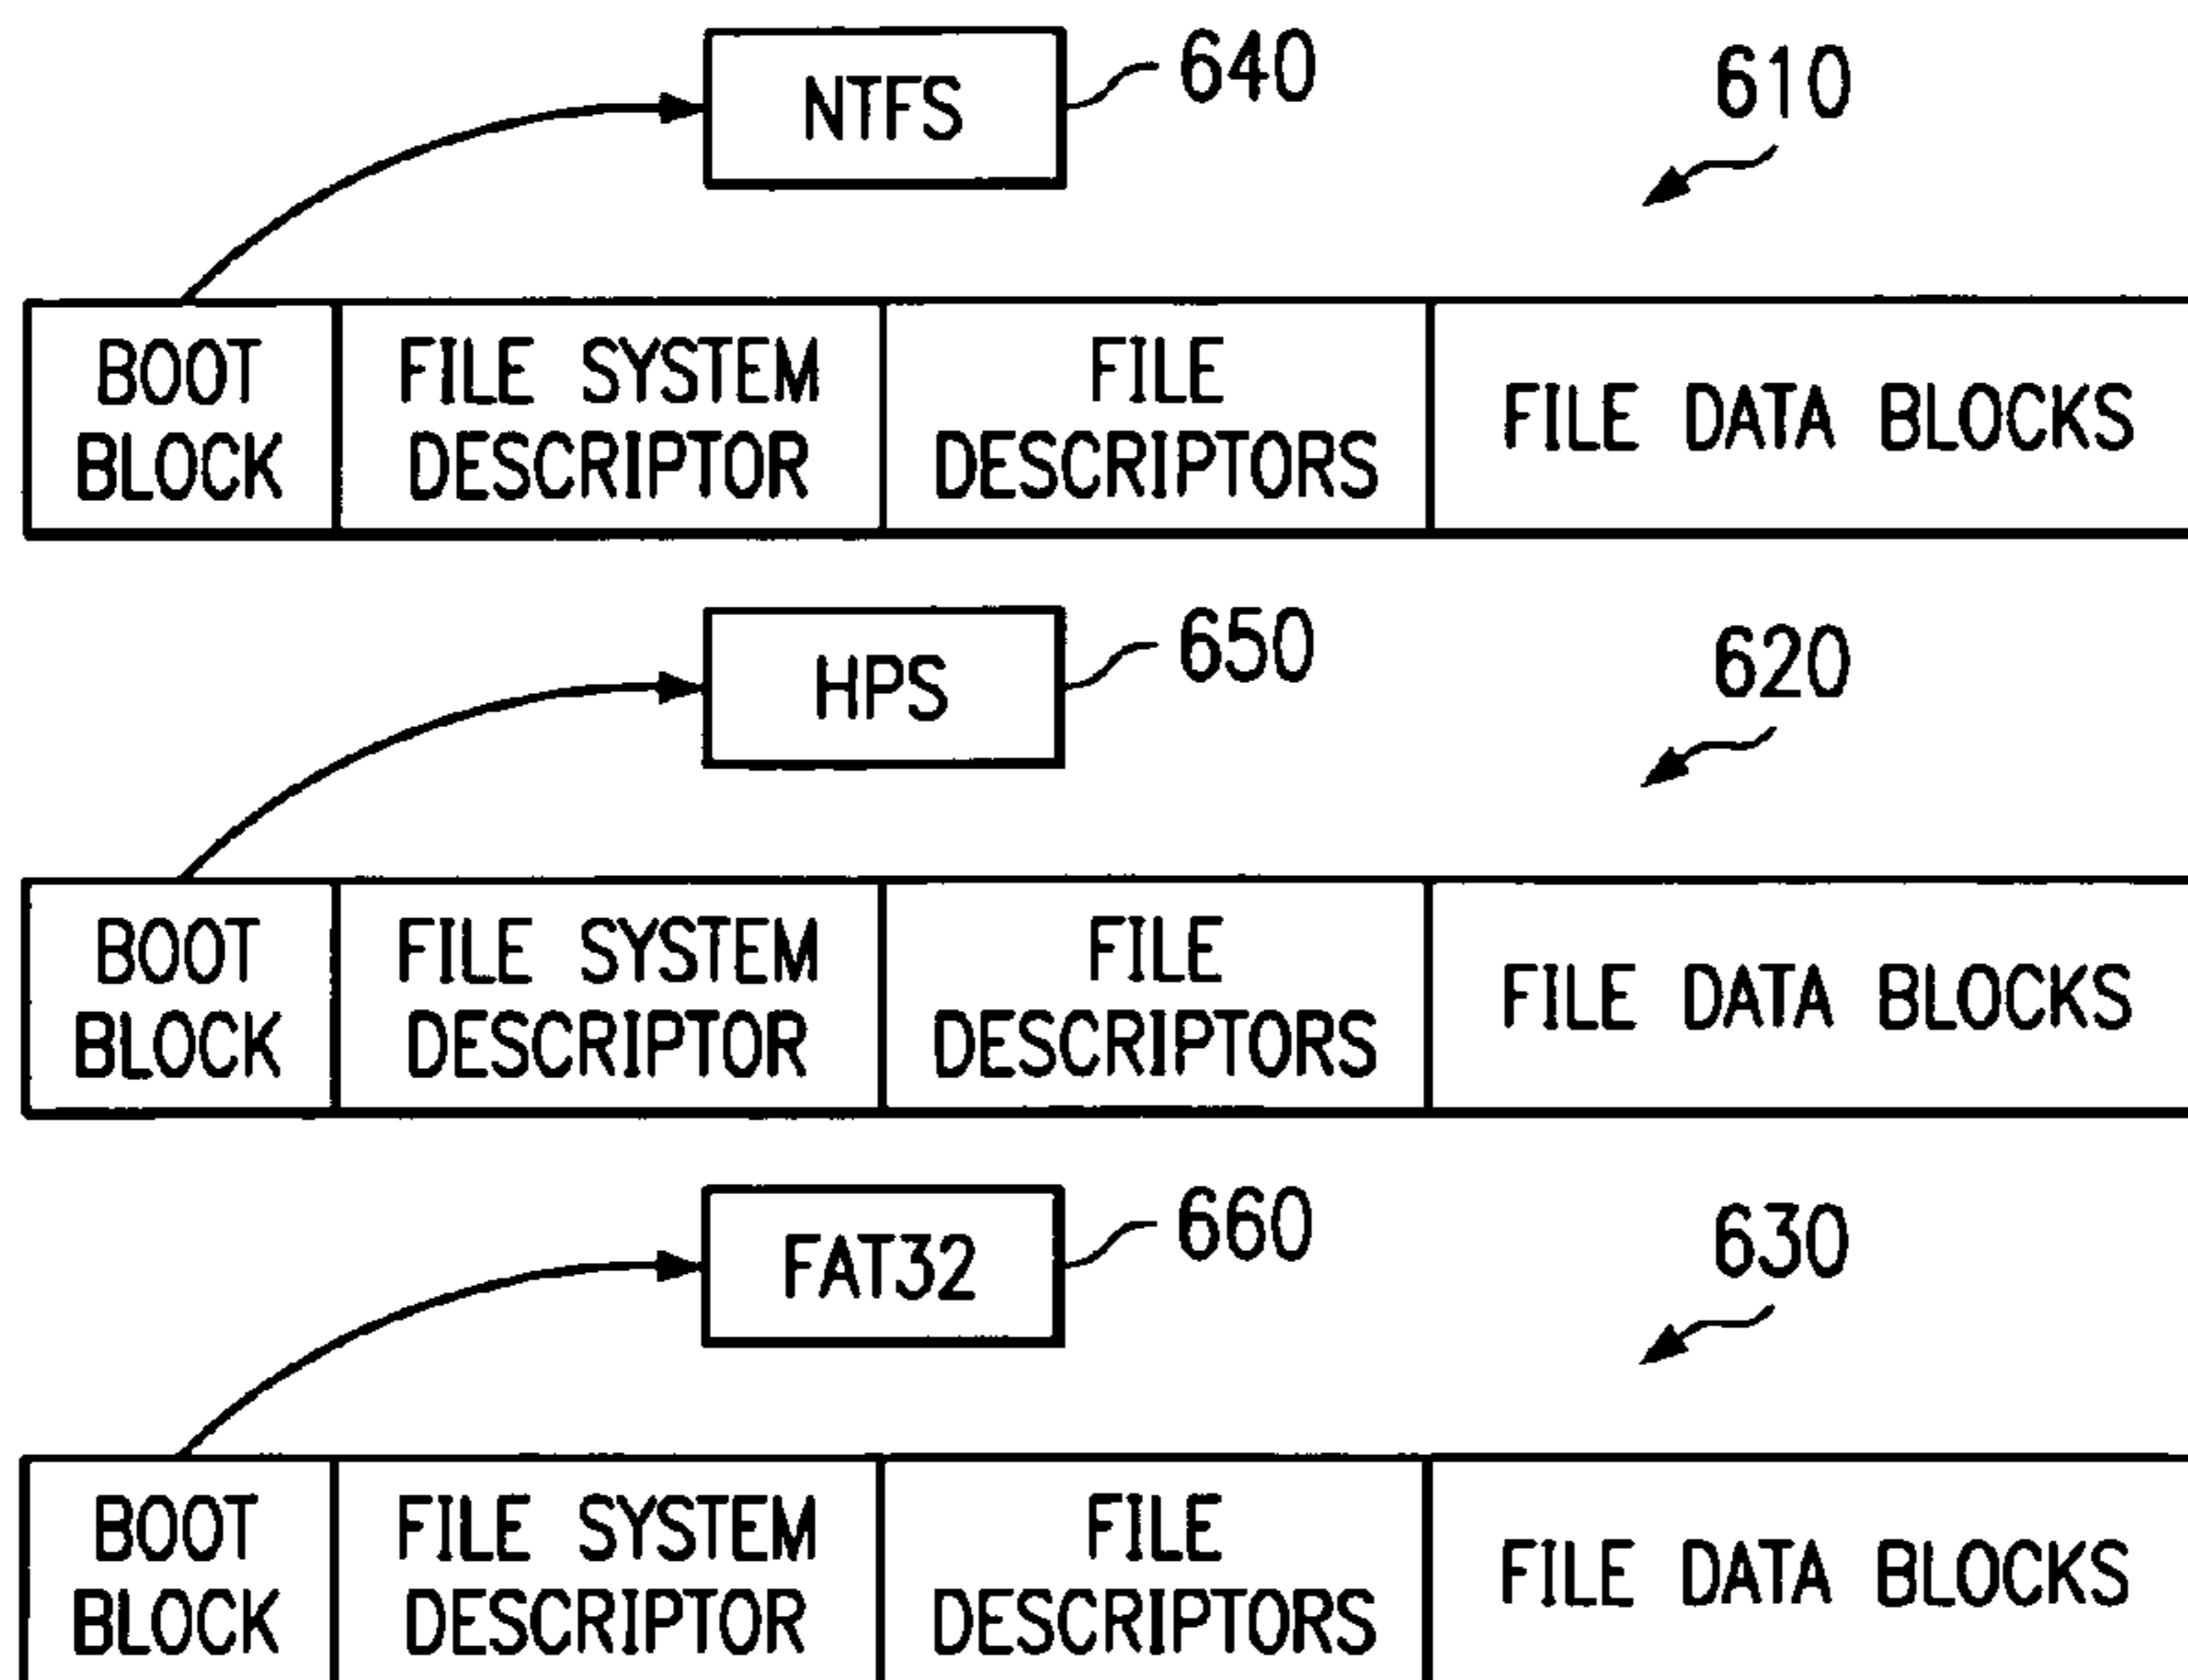 NTFS
640
610
BOOT
BLOCK
FILE SYSTEM
DESCRIPTOR
FILE
DESCRIPTORS
FILE DATA BLOCKS
HPS
650
620
BOOT
BLOCK
FILE SYSTEM
DESCRIPTOR
FILE
DESCRIPTORS
FILE DATA BLOCKS
FAT32
660
630
BOOT
BLOCK
FILE SYSTEM
DESCRIPTOR
FILE
DESCRIPTORS
FILE DATA BLOCKS